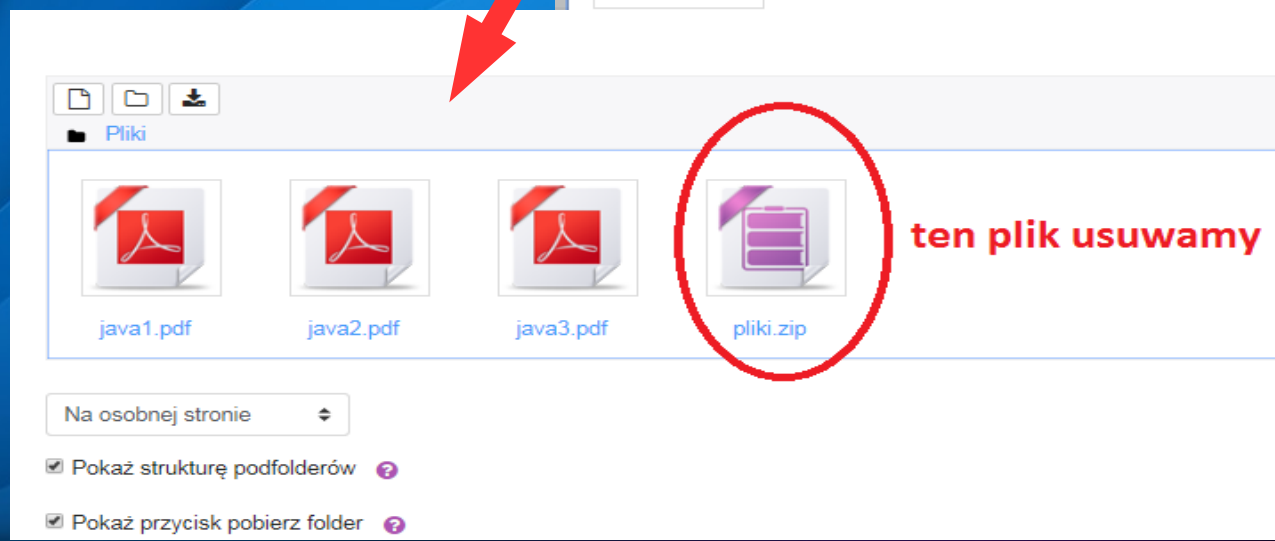 Pliki
java1.pdf
java2.pdf
java3.pdf
pliki.zip
ten plik usuwamy
Na osobnej stronie
Pokaż strukturę podfolderów
Pokaż przycisk pobierz folder